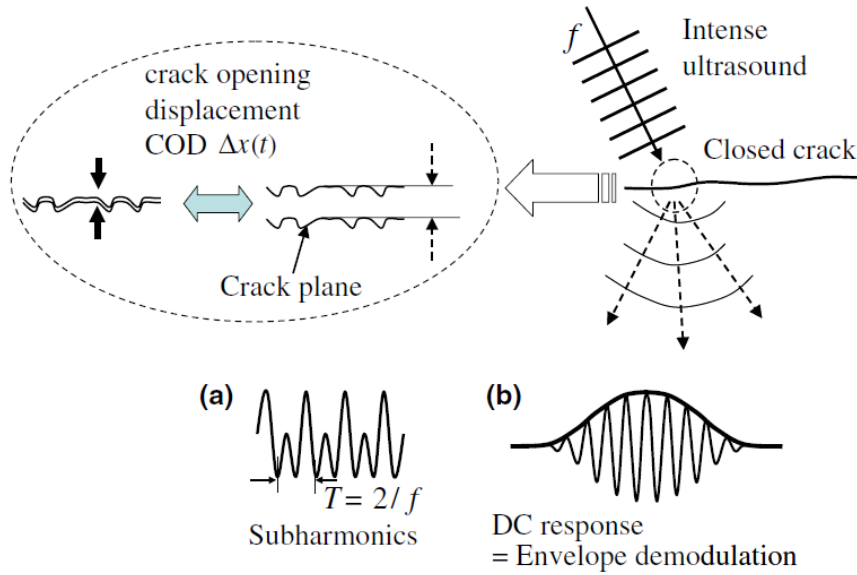 crack opening
displacement
COD Δx(t)
Crack plane
f
Intense
ultrasound
Closed crack
(a)
T = 2 / f
Subharmonics
(b)
DC response
= Envelope demodulation